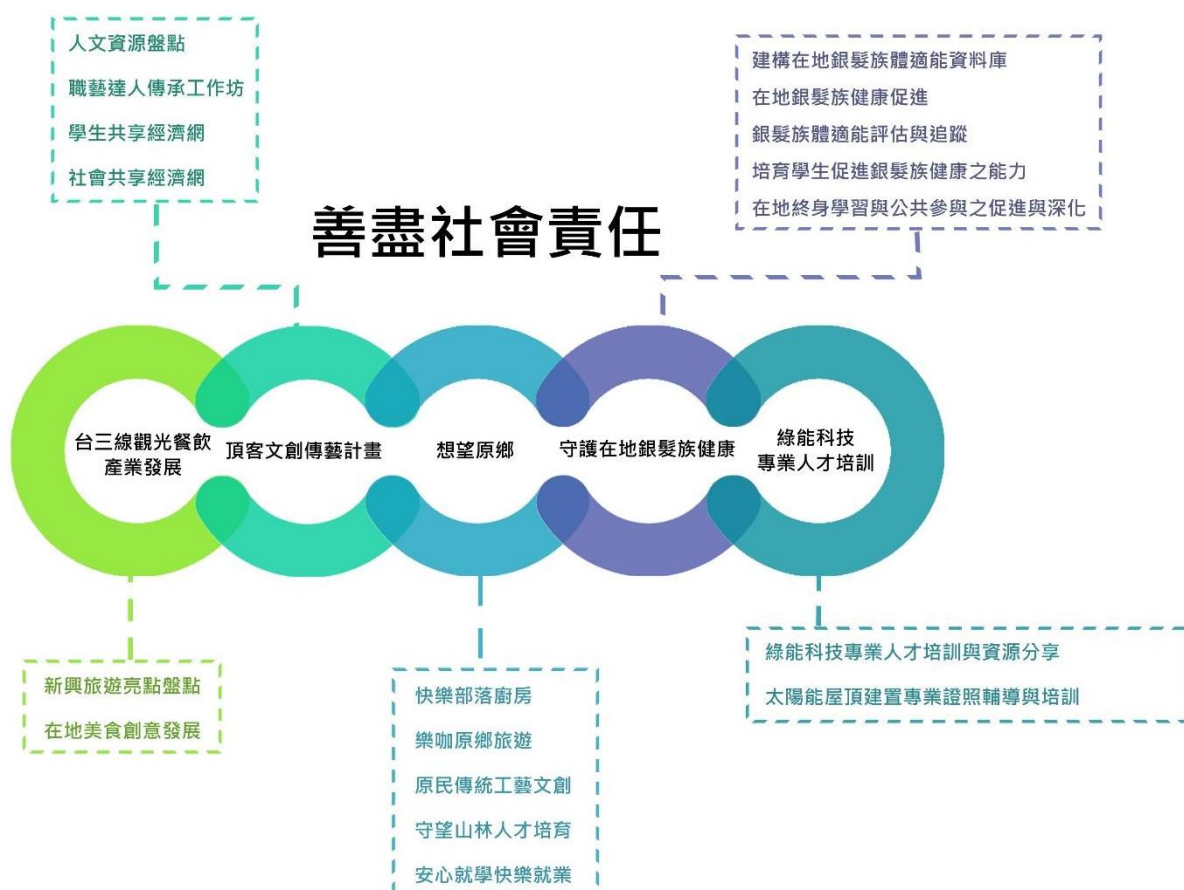 人文資源盤點
職藝達人傳承工作坊
學生共享經濟網
社會共享經濟網
建構在地銀髮族體適能資料庫
在地銀髮族健康促進
銀髮族體適能評估與追蹤
培育學生促進銀髮族健康之能力
在地終身學習與公共參與之促進與深化
善盡社會責任
台三線觀光餐飲
產業發展
頂客文創傳藝計畫
想望原鄉
守護在地銀髮族健康
綠能科技
專業人才培訓
新興旅遊亮點盤點
在地美食創意發展
快樂部落廚房
樂咖原鄉旅遊
原民傳統工藝文創
守望山林人才培育
安心就學快樂就業
綠能科技專業人才培訓與資源分享
太陽能屋頂建置專業證照輔導與培訓